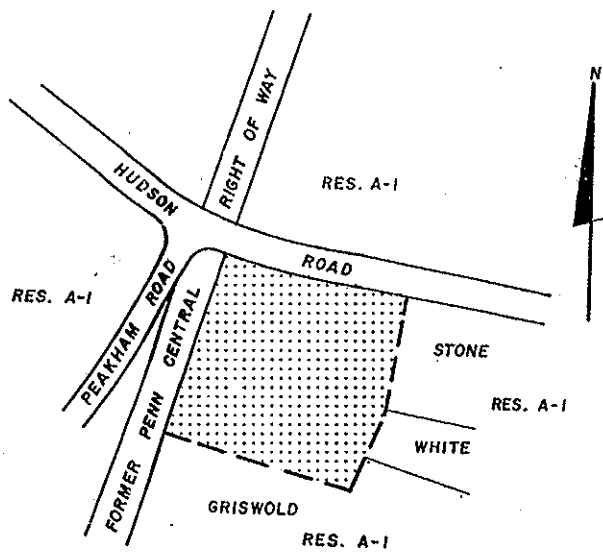 N
RIGHT OF WAY
HUDSON
RES. A-1
ROAD
RES. A-1
PEAKHAM ROAD
FORMER PENN CENTRAL
STONE
RES. A-1
WHITE
GRISWOLD
RES. A-1